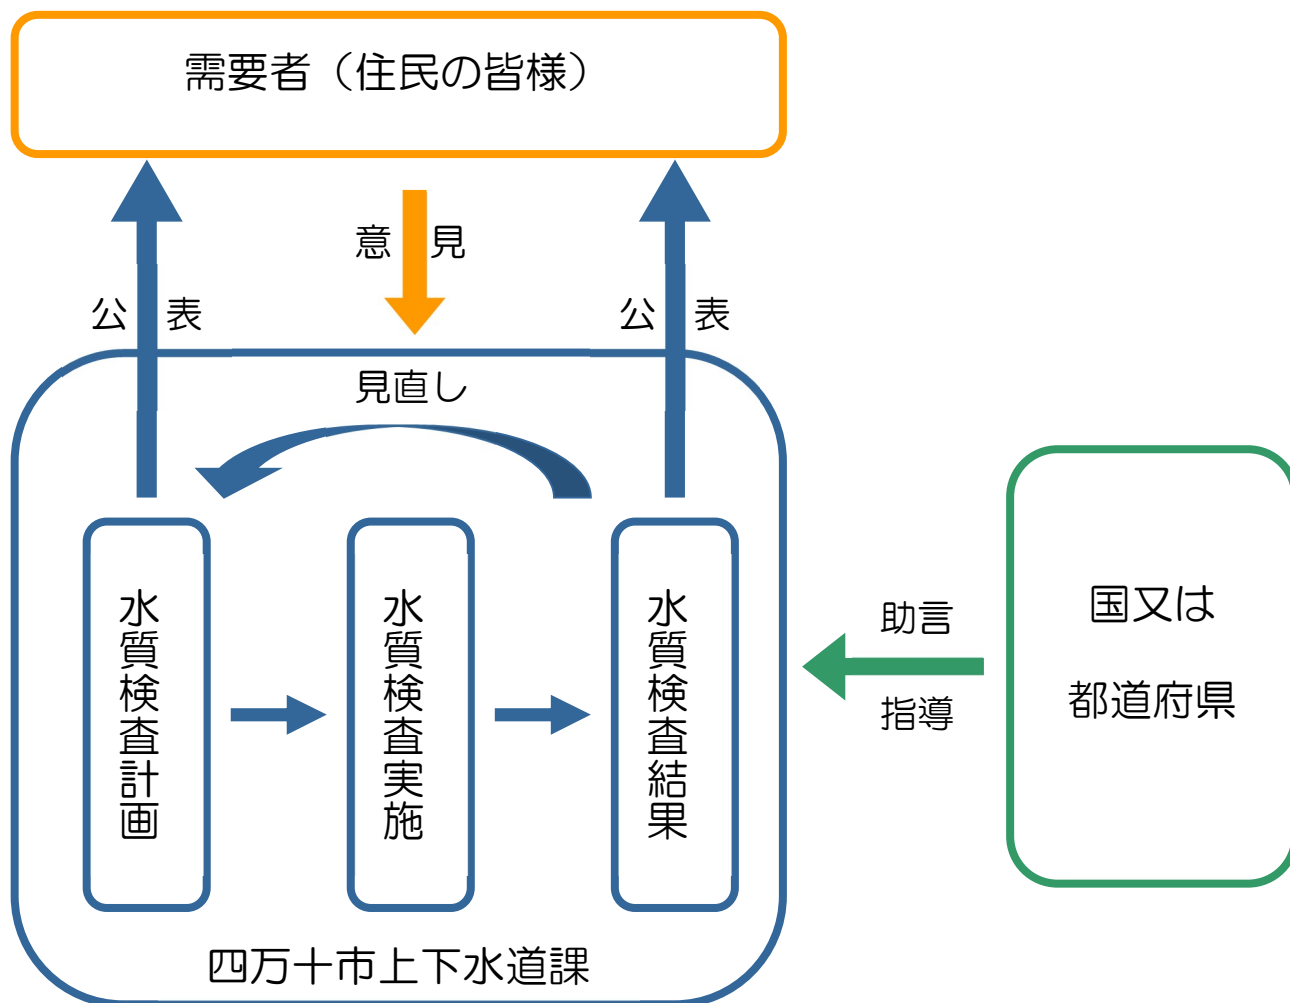 需要者（住民の皆様）
意見
公表
公表
見直し
水質検査計画
水質検査実施
水質検査結果
助言
指導
国又は
都道府県
四万十市上下水道課